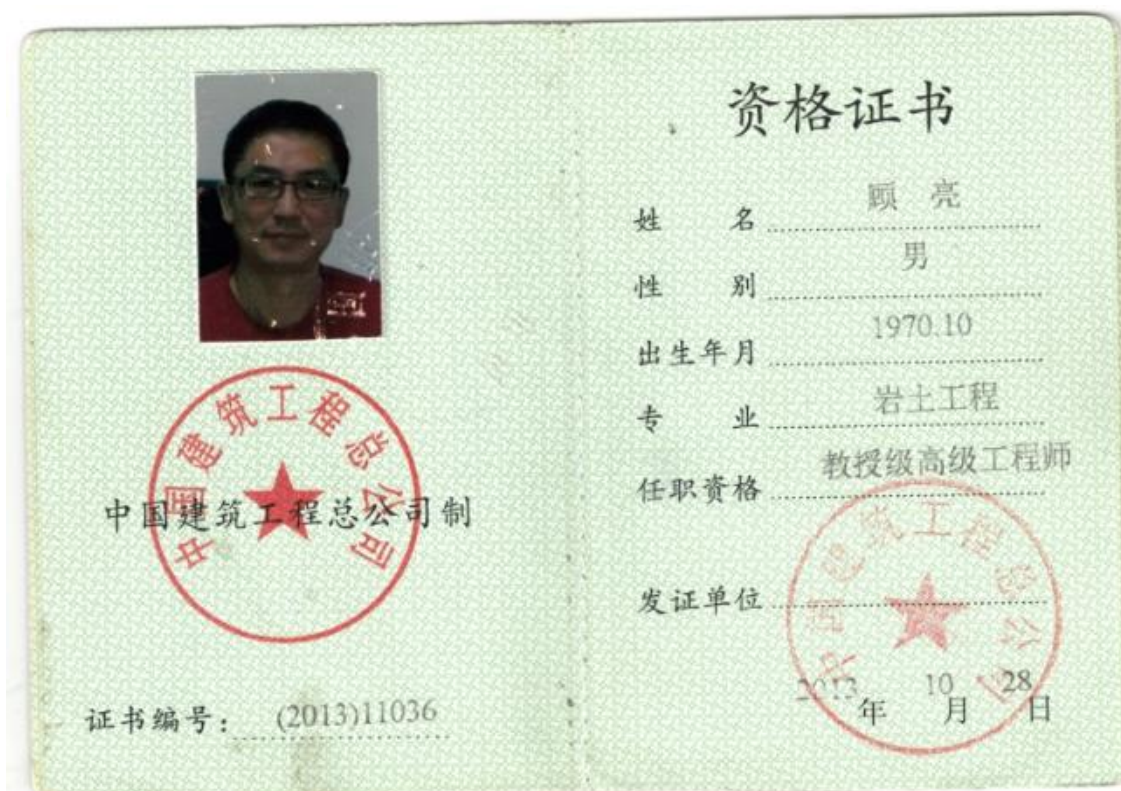 中国建筑工程总公司
中国建筑工程总公司制
证书编号： (2013)11036
资格证书
姓 名 顾 亮
性 别 男
出生年月 1970.10
专 业 岩土工程
任职资格 教授级高级工程师
发证单位
中国建筑工程总公司
2013 年 10 月 28 日